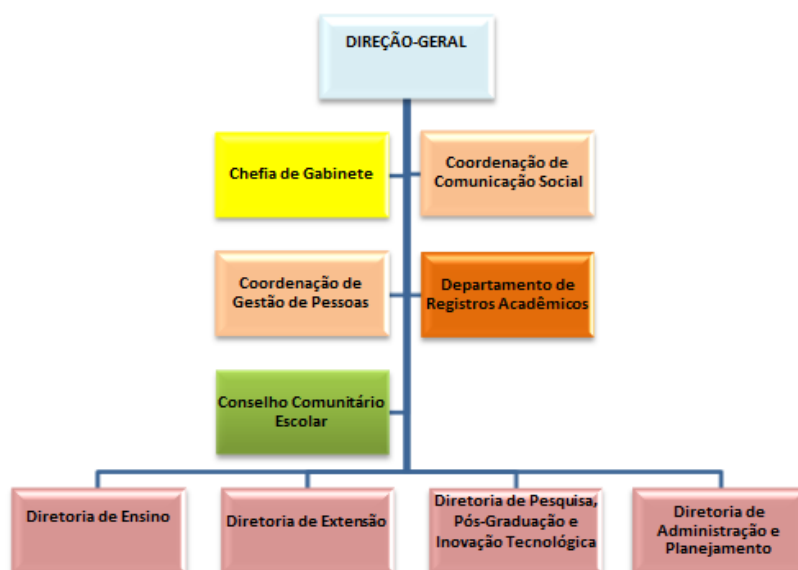 DIREÇÃO-GERAL
Chefia de Gabinete
Coordenação de
Comunicação Social
Coordenação de
Gestão de Pessoas
Departamento de
Registros Acadêmicos
Conselho Comunitário
Escolar
Diretoria de Ensino
Diretoria de Extensão
Diretoria de Pesquisa,
Pós-Graduação e
Inovação Tecnológica
Diretoria de
Administração e
Planejamento